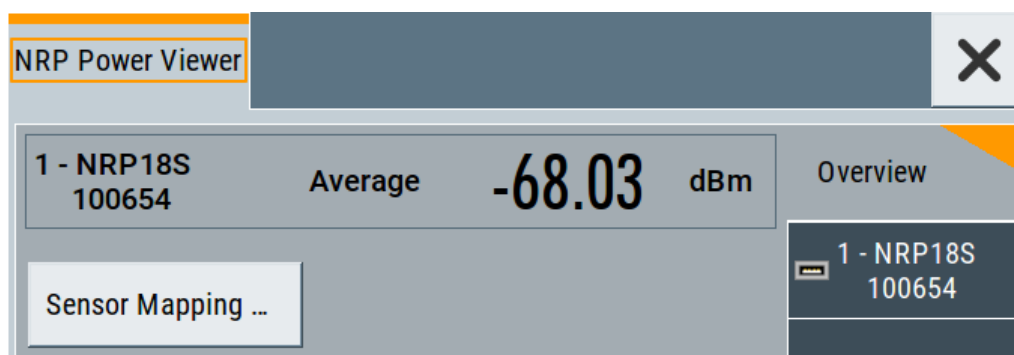 NRP Power Viewer
1 - NRP18S
100654
Average
-68.03
dBm
Overview
1 - NRP18S
100654
Sensor Mapping ...